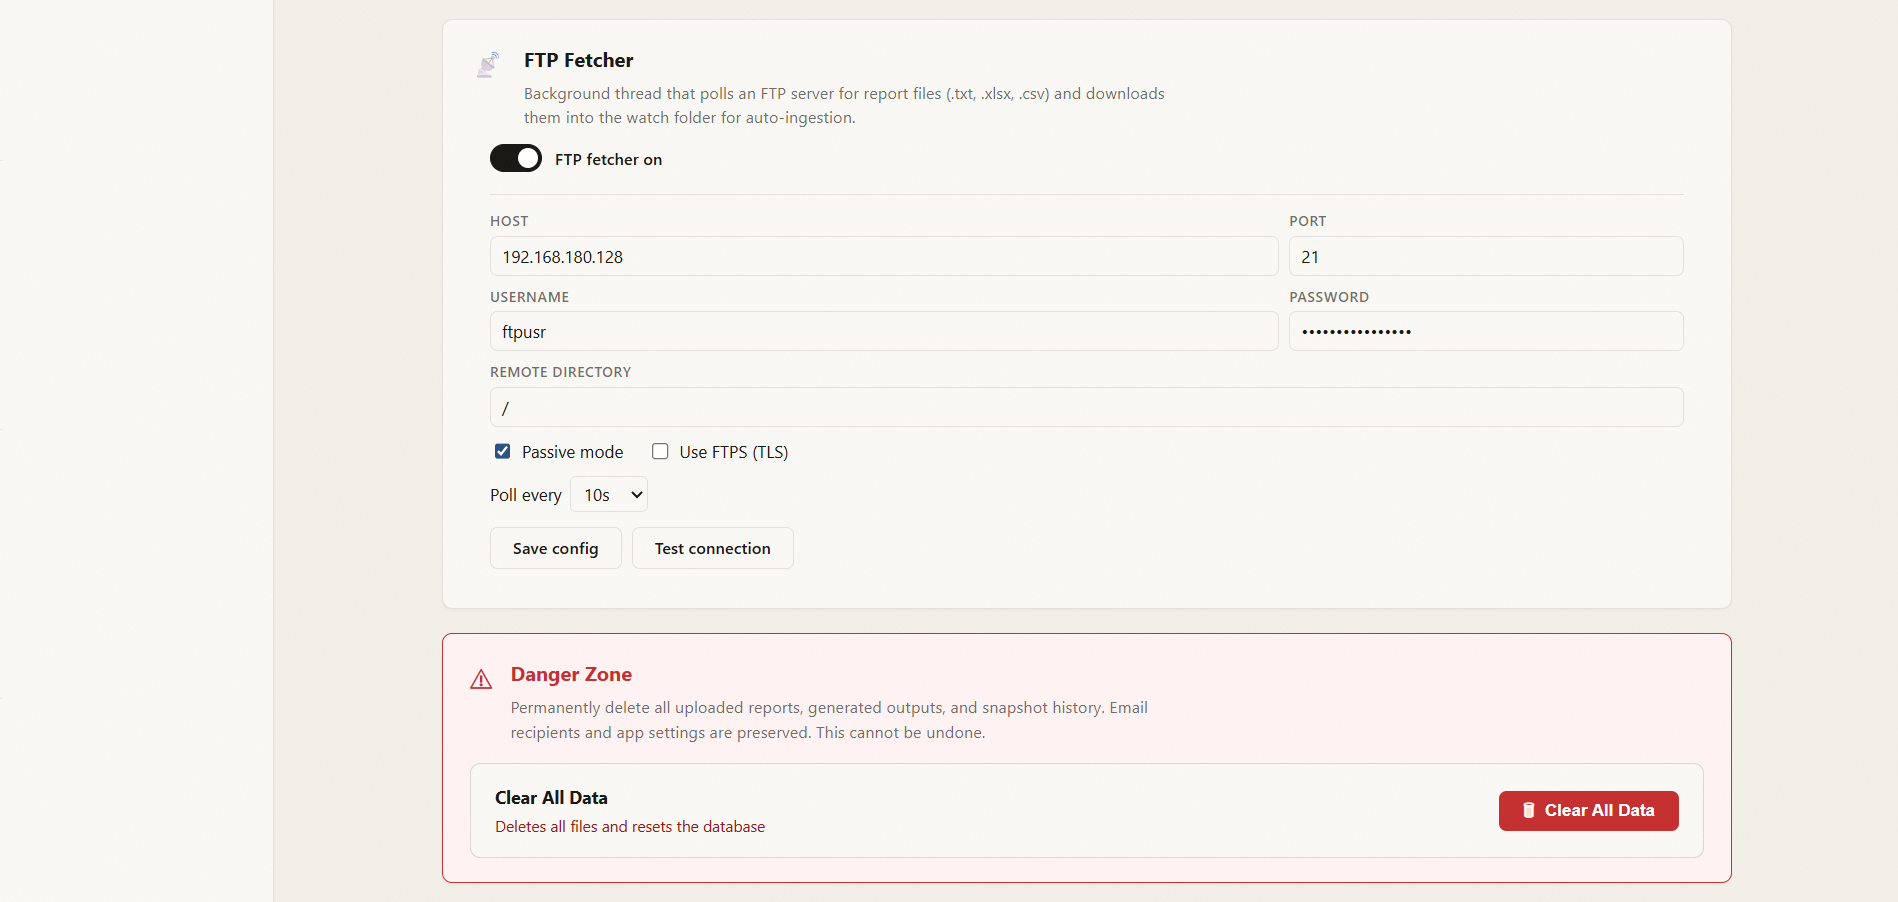 FTP Fetcher
Background thread that polls an FTP server for report files (.txt, .xlsx, .csv) and downloads
them into the watch folder for auto-ingestion.
FTP fetcher on
HOST
PORT
192.168.180.128
21
USERNAME
PASSWORD
ftpusr
••••••••••••••••
REMOTE DIRECTORY
/
Passive mode
Use FTPS (TLS)
Poll every
10s
Save config
Test connection
Danger Zone
Permanently delete all uploaded reports, generated outputs, and snapshot history. Email
recipients and app settings are preserved. This cannot be undone.
Clear All Data
Deletes all files and resets the database
Clear All Data